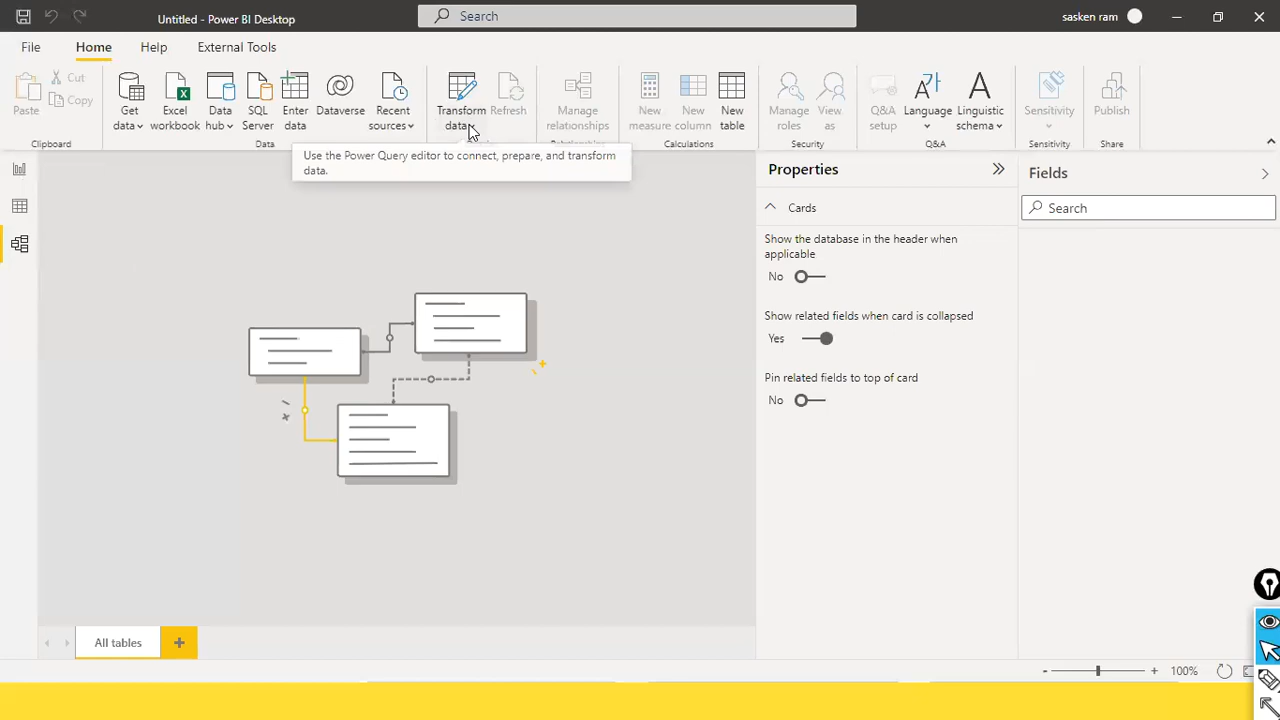 Untitled - Power BI Desktop
Search
sasken ram
File
Home
Help
External Tools
Paste
Cut
Copy
Get data
Excel workbook
Data hub
SQL Server
Enter data
Dataverse
Recent sources
Transform data
Refresh
Manage relationships
New measure
New column
New table
Manage roles
View as
Q&A setup
Language
Linguistic schema
Sensitivity
Publish
Clipboard
Data
Calculations
Security
Q&A
Sensitivity
Share
Use the Power Query editor to connect, prepare, and transform
data.
Properties
Cards
Show the database in the header when
applicable
No
Show related fields when card is collapsed
Yes
Pin related fields to top of card
No
Fields
Search
All tables
+
- + 100%